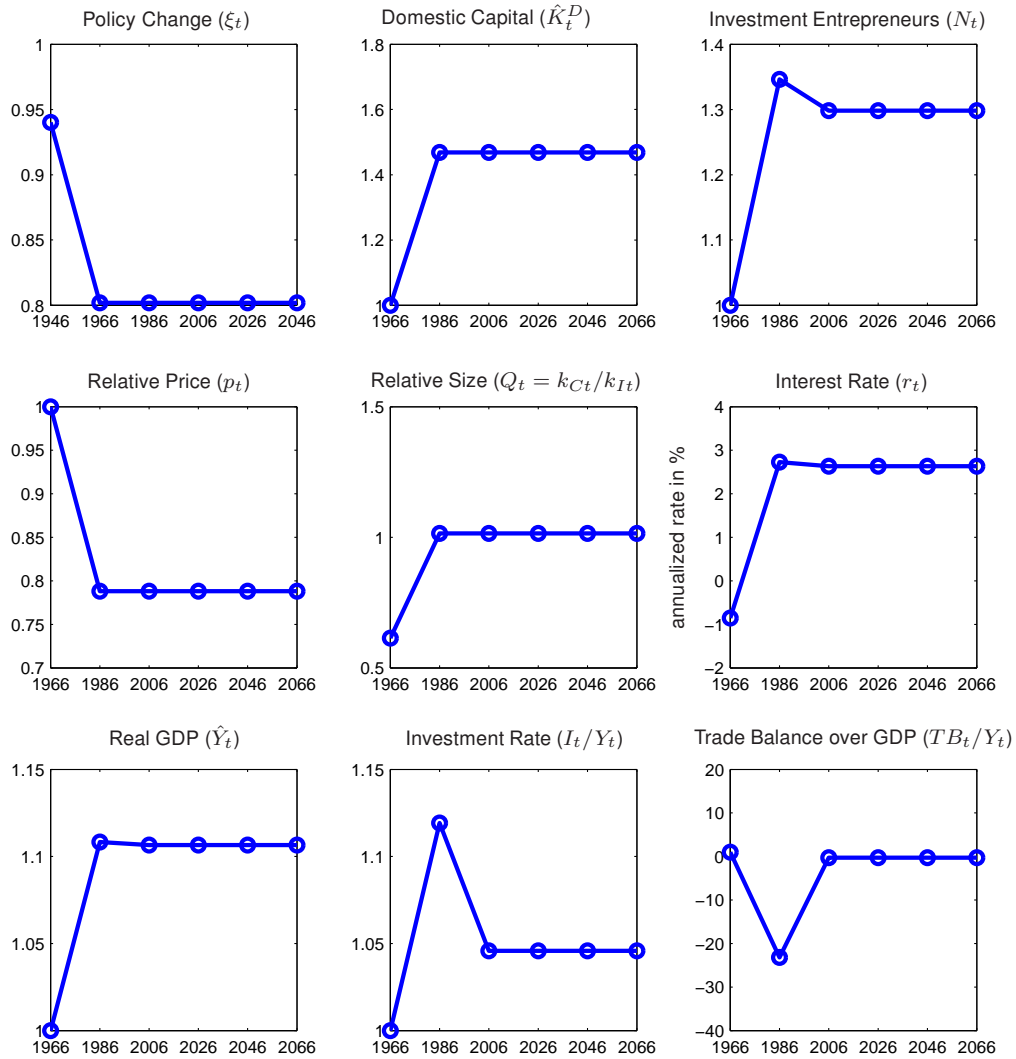 Policy Change (ξt)
1
0.95
0.9
0.85
0.8
1946 1966 1986 2006 2026 2046
Domestic Capital (K̂tD)
1.8
1.6
1.4
1.2
1
1966 1986 2006 2026 2046 2066
Investment Entrepreneurs (Nt)
1.4
1.3
1.2
1.1
1
1966 1986 2006 2026 2046 2066
Relative Price (pt)
1
0.95
0.9
0.85
0.8
0.75
0.7
1966 1986 2006 2026 2046 2066
Relative Size (Qt = kCt/kIt)
1.5
1
0.5
1966 1986 2006 2026 2046 2066
Interest Rate (rt)
annualized rate in %
4
3
2
1
0
−1
−2
1966 1986 2006 2026 2046 2066
Real GDP (Ŷt)
1.15
1.1
1.05
1
1966 1986 2006 2026 2046 2066
Investment Rate (It/Yt)
1.15
1.1
1.05
1
1966 1986 2006 2026 2046 2066
Trade Balance over GDP (TBt/Yt)
20
10
0
−10
−20
−30
−40
1966 1986 2006 2026 2046 2066